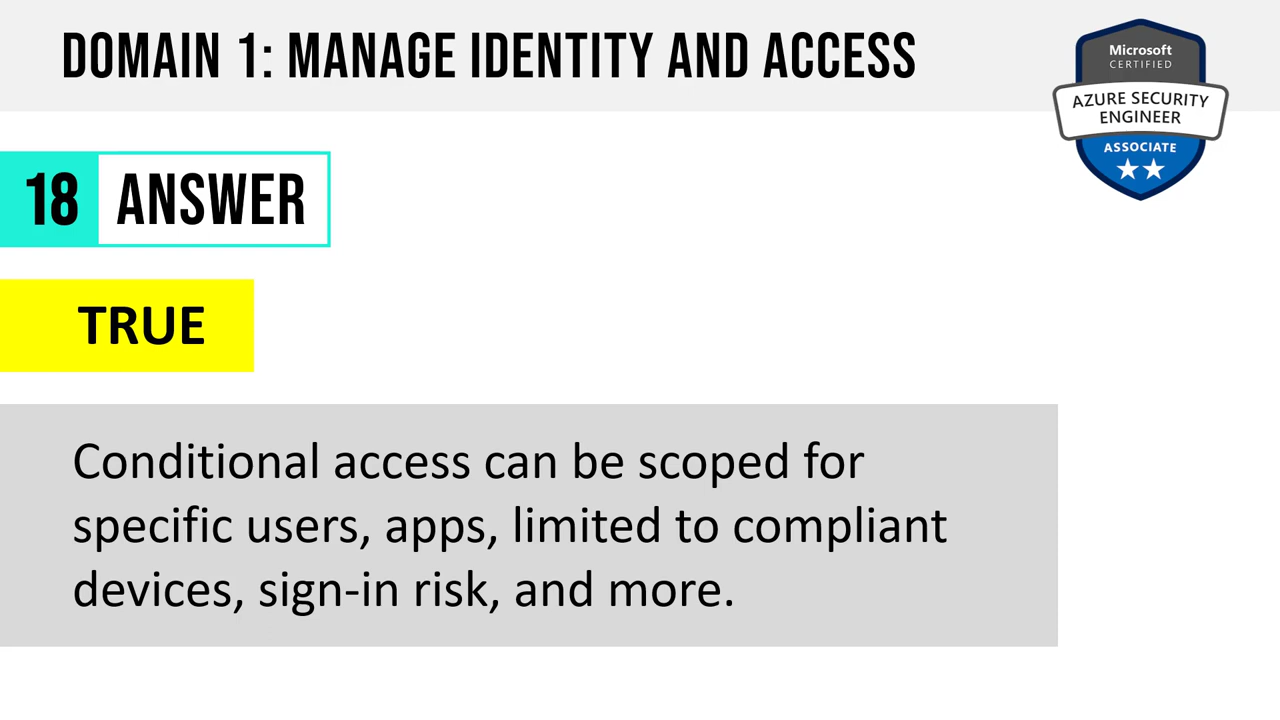 DOMAIN 1: MANAGE IDENTITY AND ACCESS
Microsoft
CERTIFIED
AZURE SECURITY
ENGINEER
ASSOCIATE
18 ANSWER
TRUE
Conditional access can be scoped for
specific users, apps, limited to compliant
devices, sign-in risk, and more.